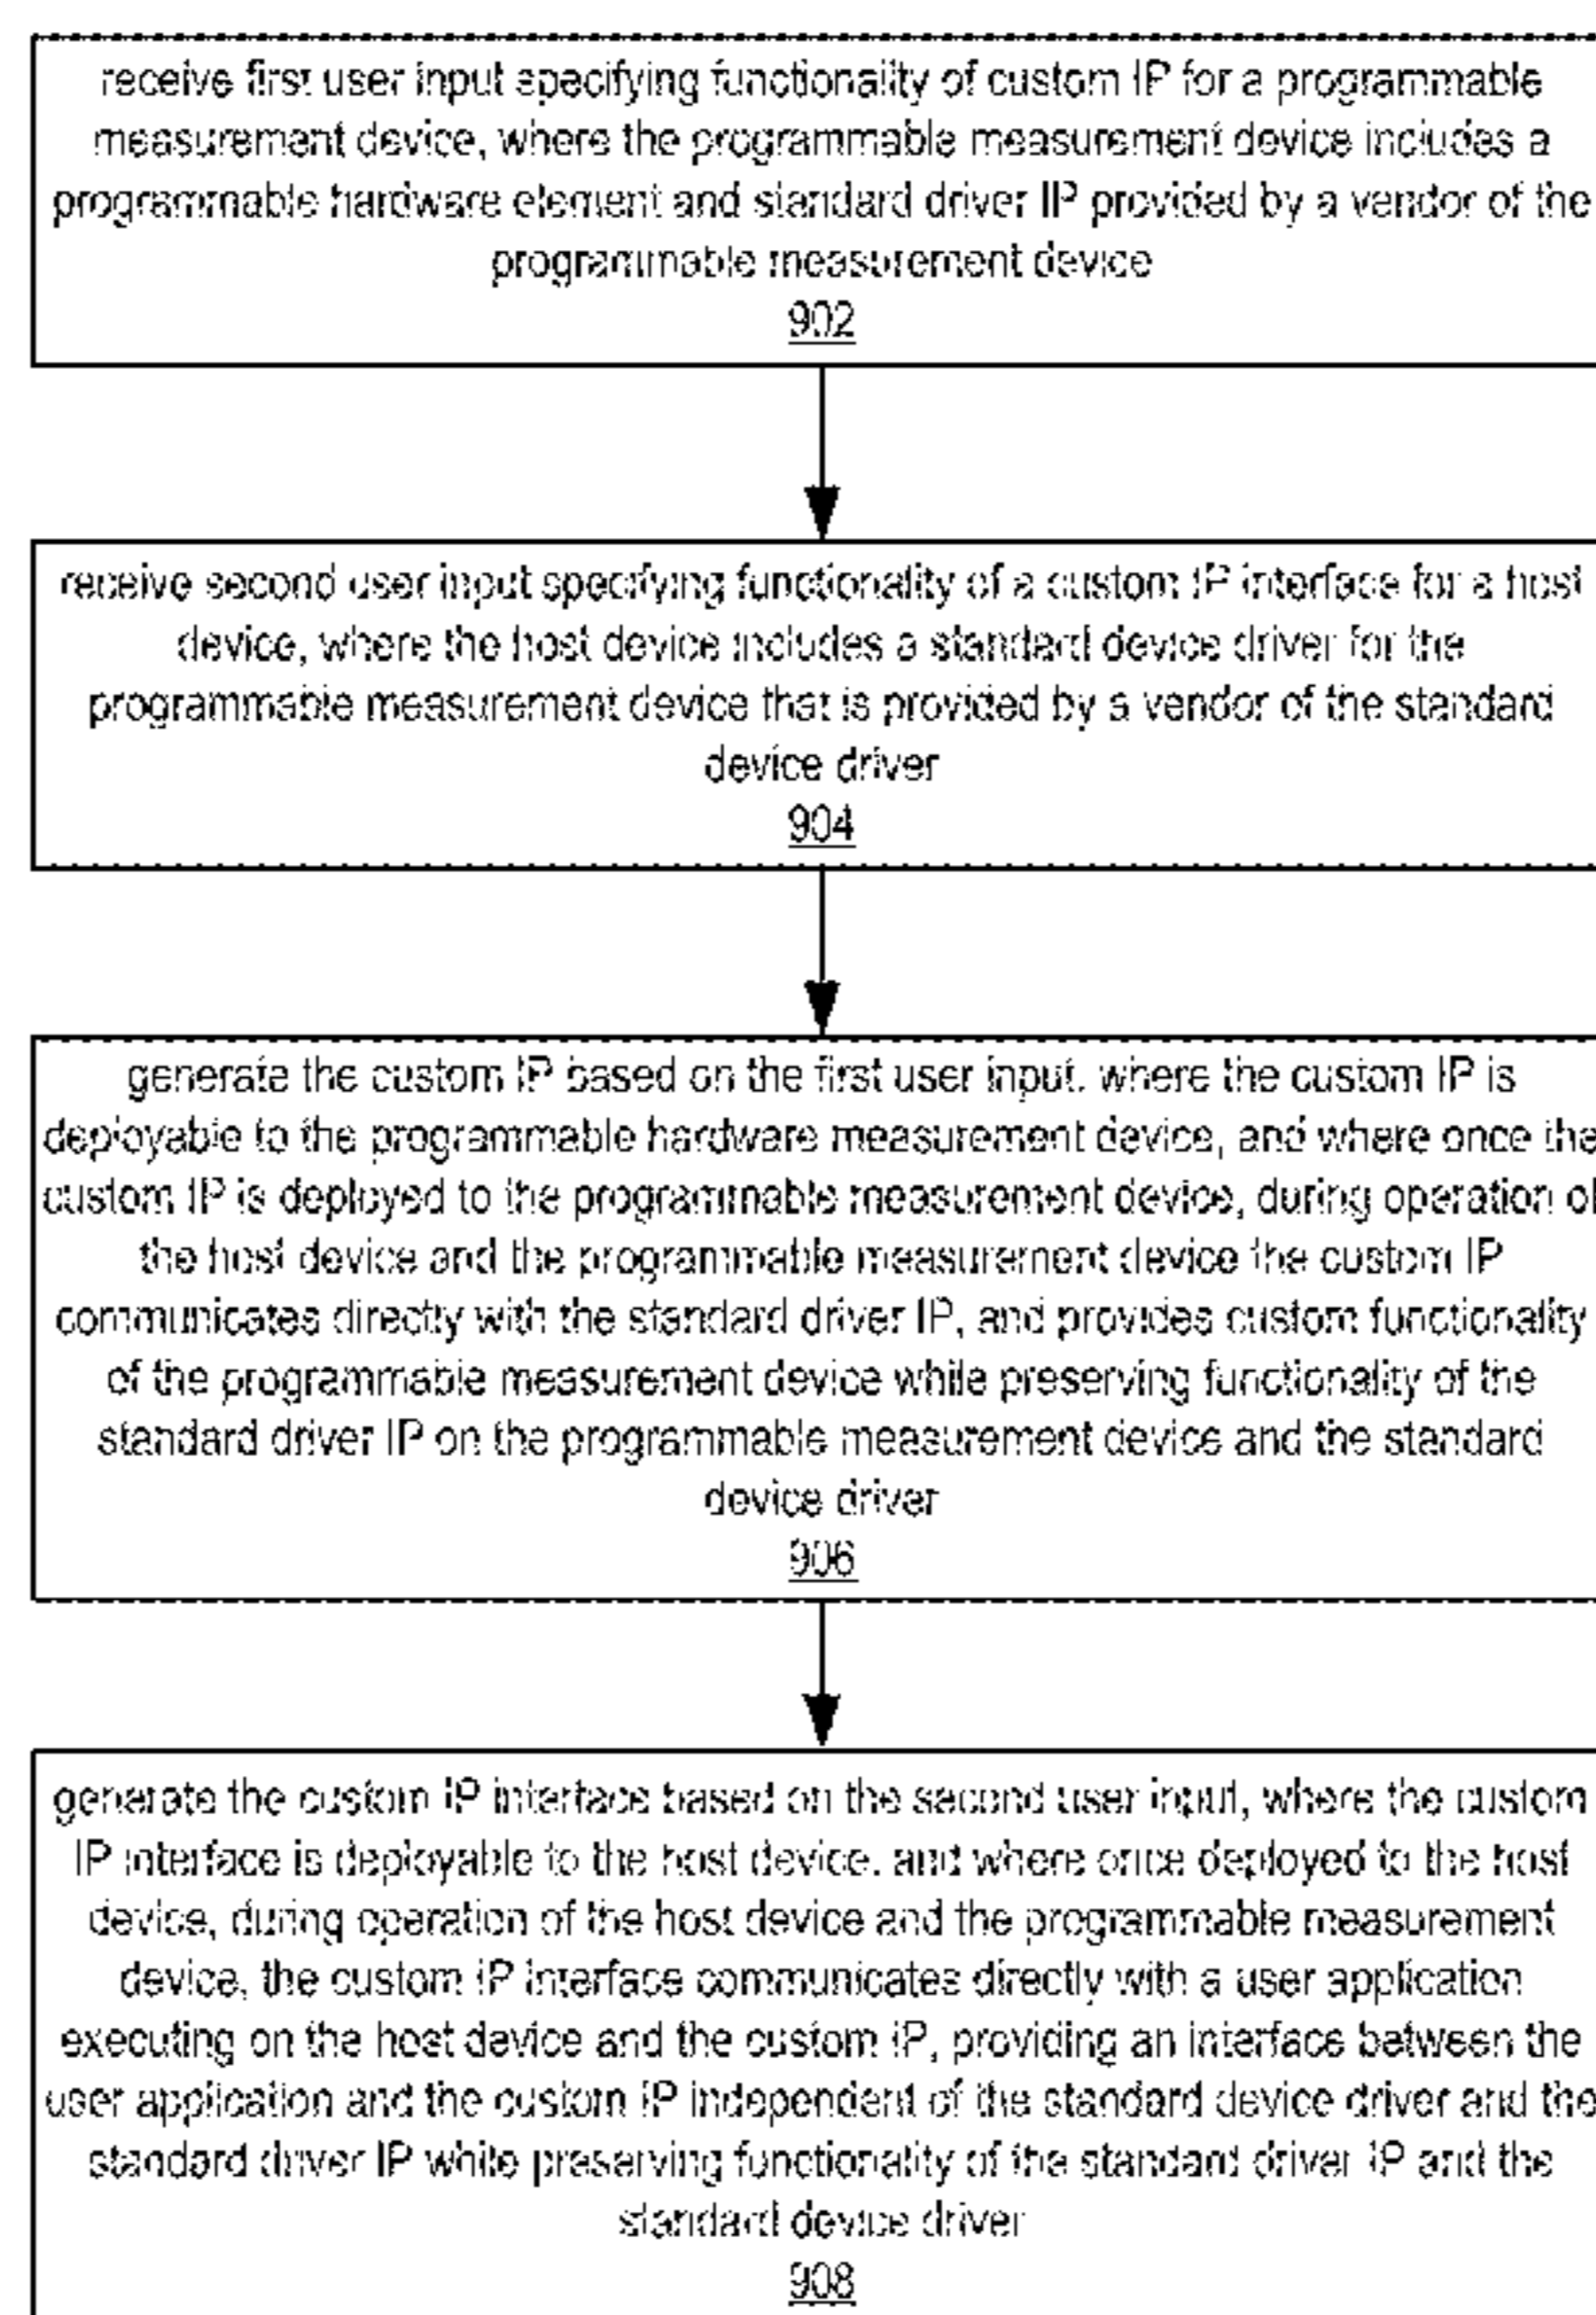 receive first user input specifying functionality of custom IP for a programmable
measurement device, where the programmable measurement device includes a
programmable hardware element and standard driver IP provided by a vendor of the
programmable measurement device
902
receive second user input specifying functionality of a custom IP interface for a host
device, where the host device includes a standard device driver for the
programmable measurement device that is provided by a vendor of the standard
device driver
904
generate the custom IP based on the first user input, where the custom IP is
deployable to the programmable hardware measurement device, and where once the
custom IP is deployed to the programmable measurement device, during operation of
the host device and the programmable measurement device the custom IP
communicates directly with the standard driver IP, and provides custom functionality
of the programmable measurement device while preserving functionality of the
standard driver IP on the programmable measurement device and the standard
device driver
906
generate the custom IP interface based on the second user input, where the custom
IP interface is deployable to the host device, and where once deployed to the host
device, during operation of the host device and the programmable measurement
device, the custom IP interface communicates directly with a user application
executing on the host device and the custom IP, providing an interface between the
user application and the custom IP independent of the standard device driver and the
standard driver IP while preserving functionality of the standard driver IP and the
standard device driver
908